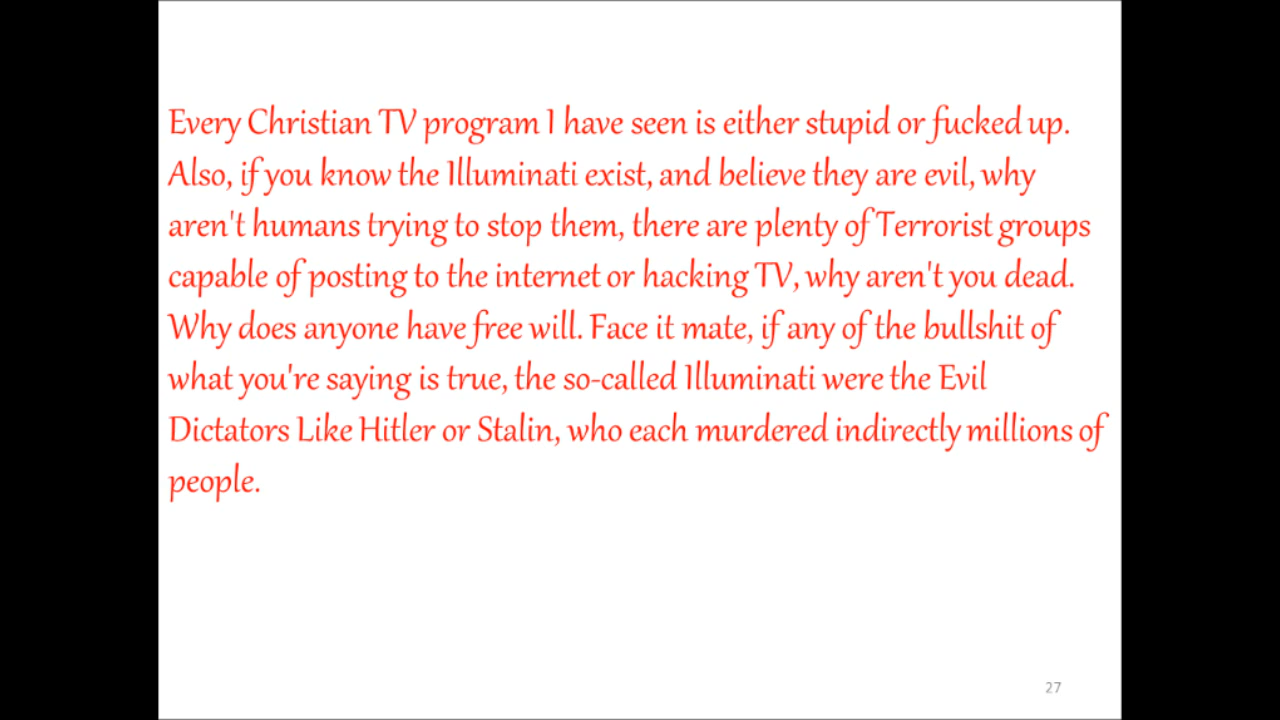 Every Christian TV program I have seen is either stupid or fucked up.
Also, if you know the Illuminati exist, and believe they are evil, why
aren't humans trying to stop them, there are plenty of Terrorist groups
capable of posting to the internet or hacking TV, why aren't you dead.
Why does anyone have free will. Face it mate, if any of the bullshit of
what you're saying is true, the so-called Illuminati were the Evil
Dictators Like Hitler or Stalin, who each murdered indirectly millions of
people.
27